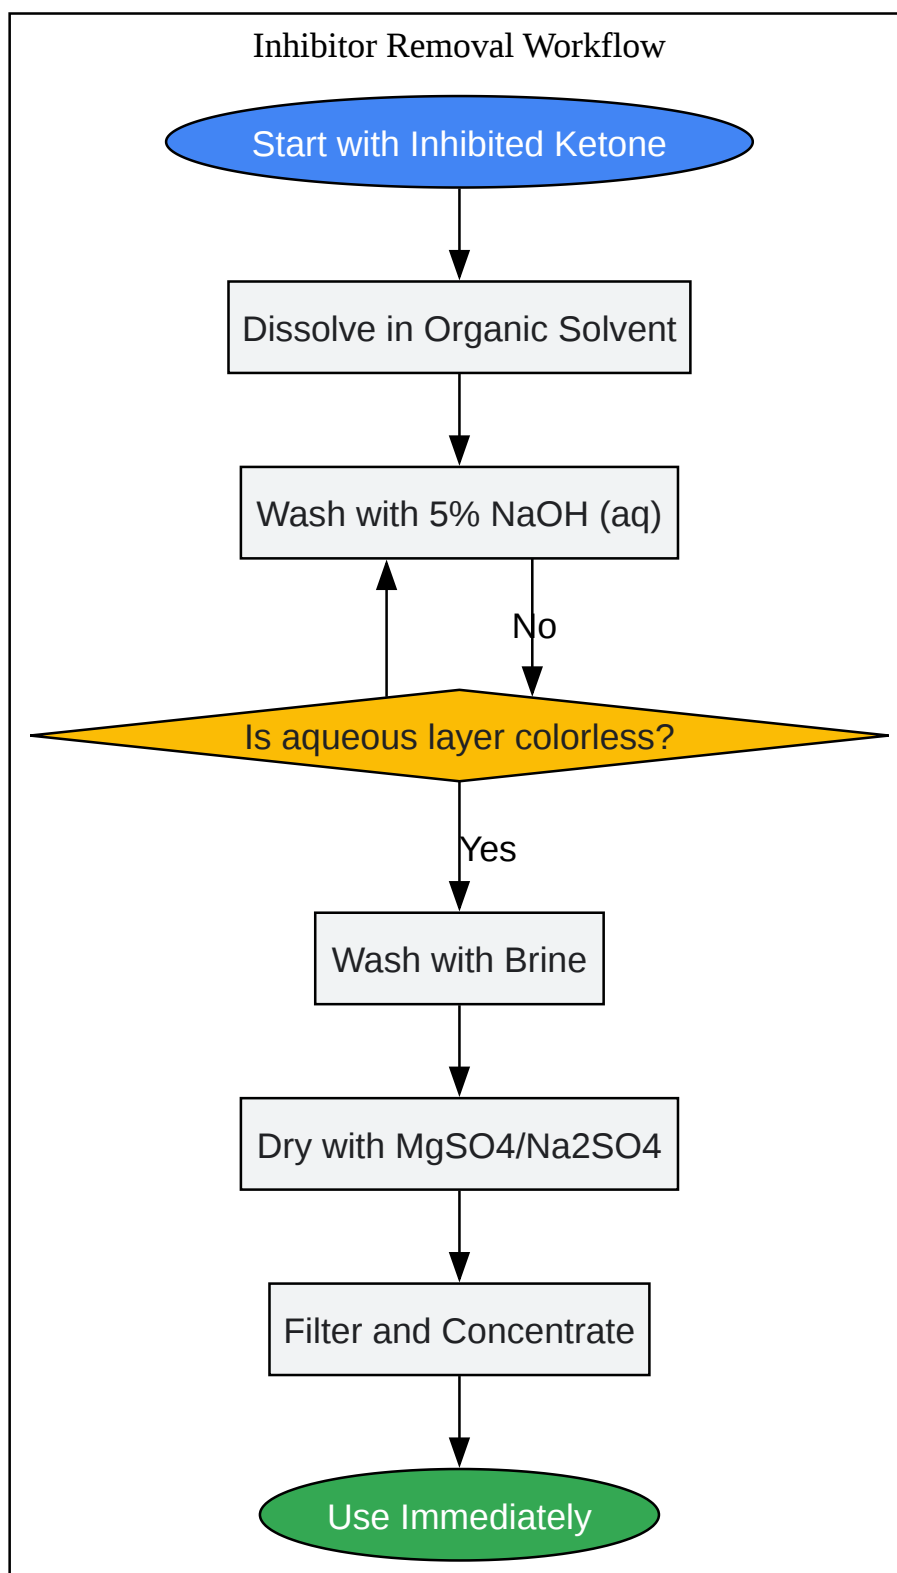 Inhibitor Removal Workflow
Start with Inhibited Ketone
Dissolve in Organic Solvent
Wash with 5% NaOH (aq)
No
Is aqueous layer colorless?
Yes
Wash with Brine
Dry with MgSO4/Na2SO4
Filter and Concentrate
Use Immediately